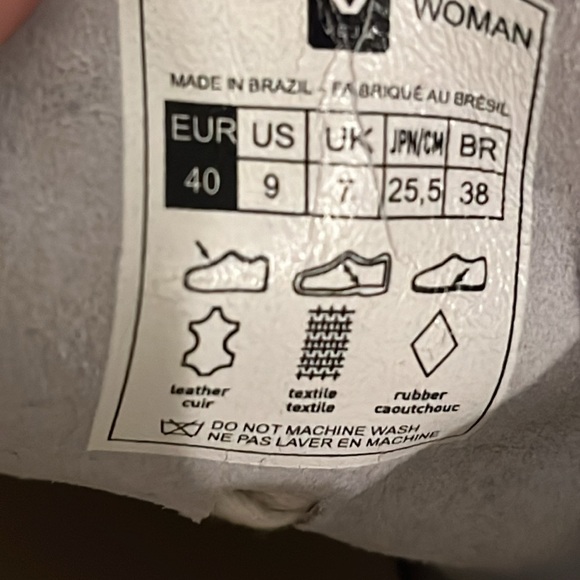 WOMAN
MADE IN BRAZIL - FABRIQUÉ AU BRÉSIL
EUR US UK JPN/CM BR
40 9 7 25,5 38
leather textile rubber
cuir textile caoutchouc
DO NOT MACHINE WASH
NE PAS LAVER EN MACHINE